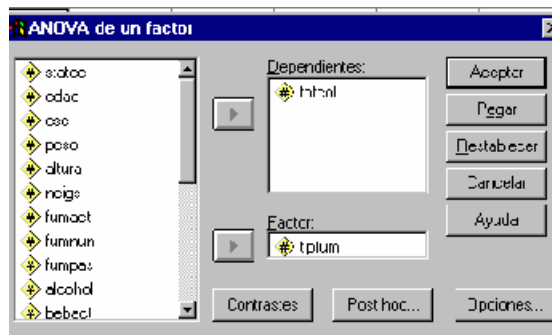 ANOVA de un factor
Dependientes:
Aceptar
Pegar
Restablecer
Cancelar
Ayuda
edad
peso
altura
fumact
fumnun
fumpas
alcohol
Factor:
Contrastes
Post hoc...
Opciones...